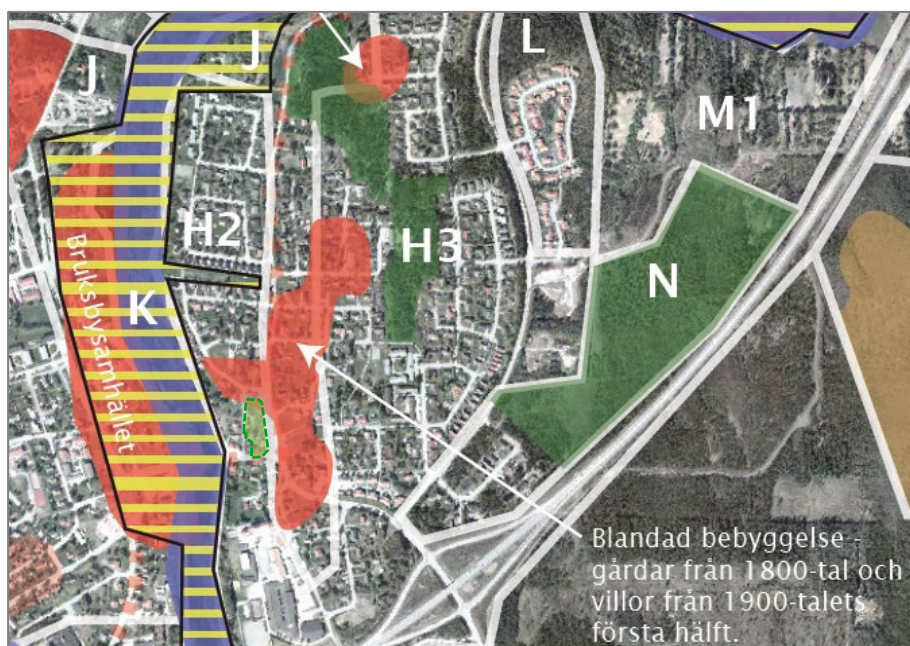 J
J
L
M1
H2
H3
N
K
Bruksbysamhället
Blandad bebyggelse -
gårdar från 1800-tal och
villor från 1900-talets
första hälft.